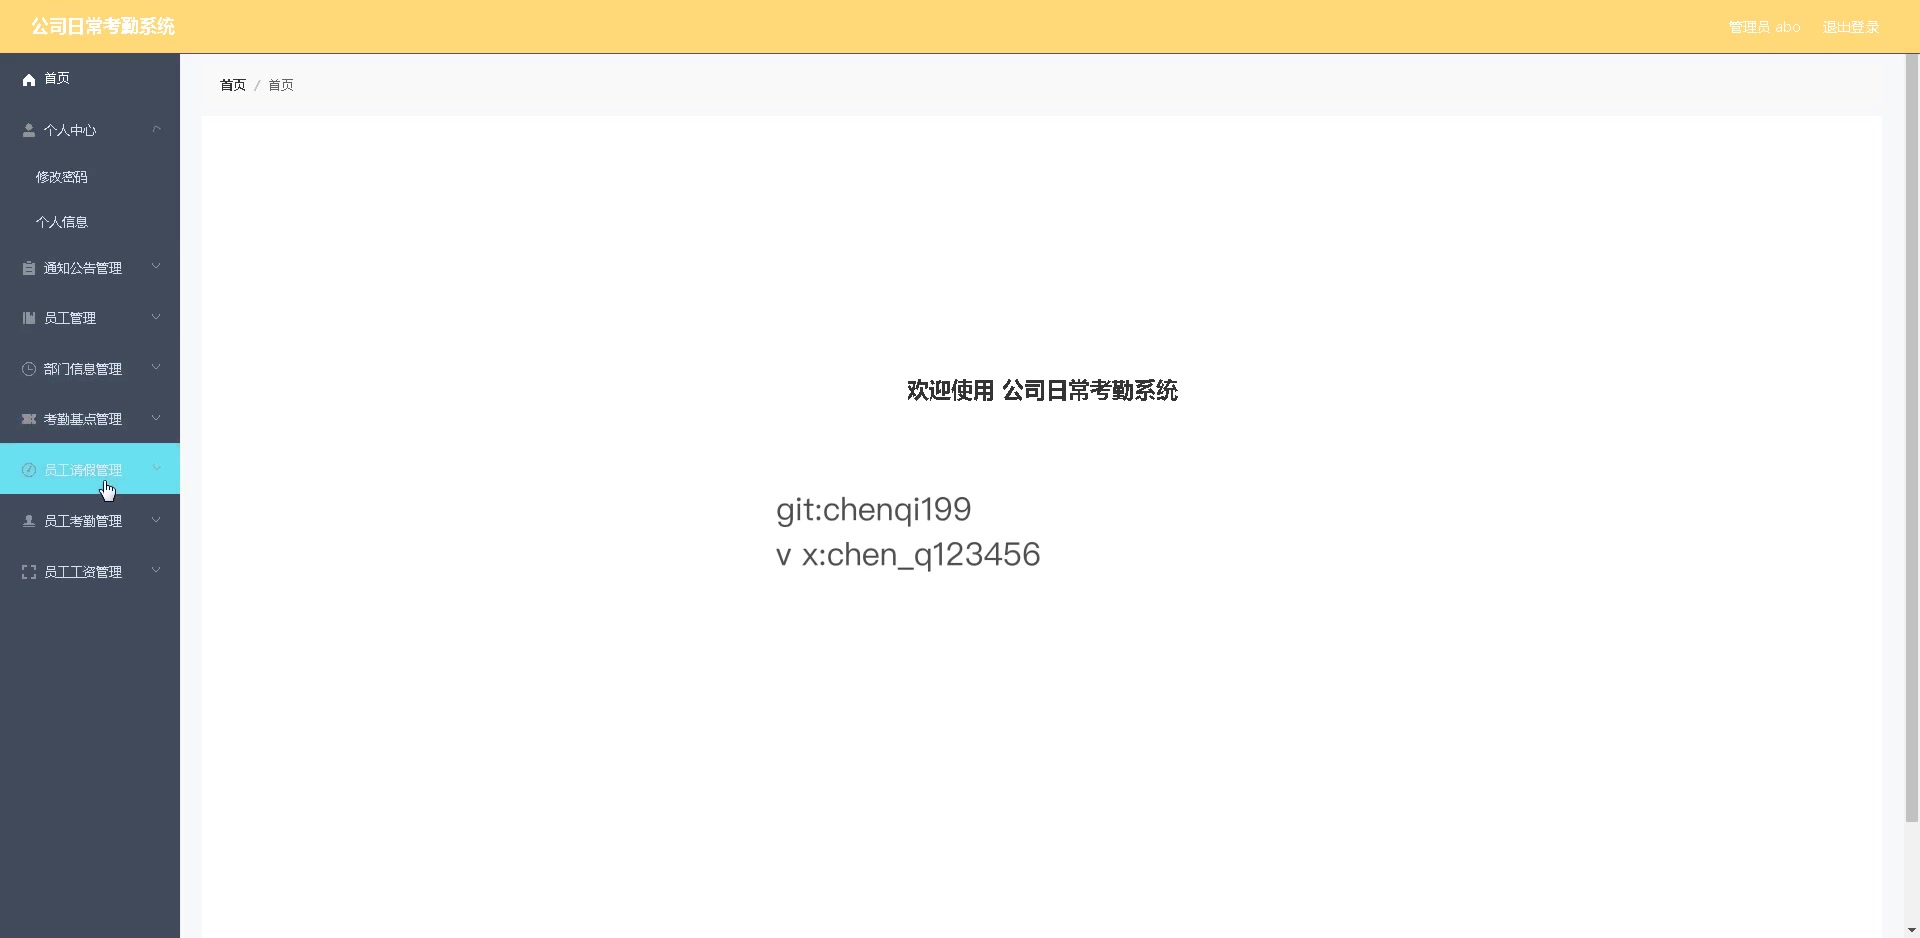 公司日常考勤系统
管理员 abo 退出登录
首页
个人中心
修改密码
个人信息
通知公告管理
员工管理
部门信息管理
考勤基点管理
员工请假管理
员工考勤管理
员工工资管理
首页 / 首页
欢迎使用 公司日常考勤系统
git:chenqi199
v x:chen_q123456